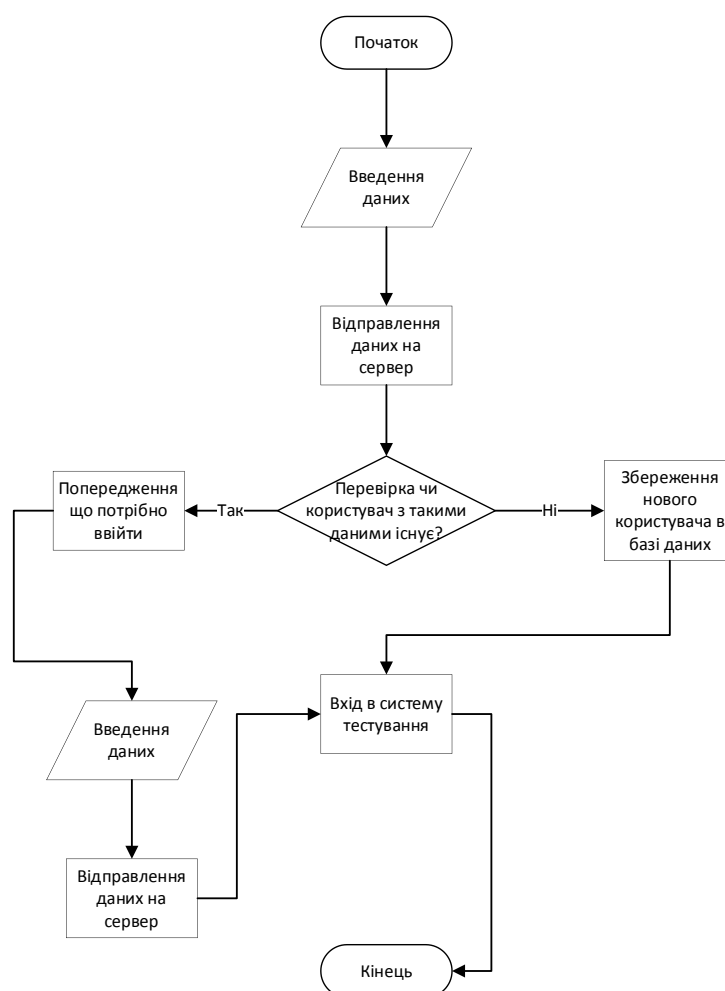 Початок
Введення
даних
Відправлення
даних на
сервер
Перевірка чи
користувач з такими
даними існує?
Так
Ні
Попередження
що потрібно
ввійти
Збереження
нового
користувача в
базі даних
Введення
даних
Вхід в систему
тестування
Відправлення
даних на
сервер
Кінець